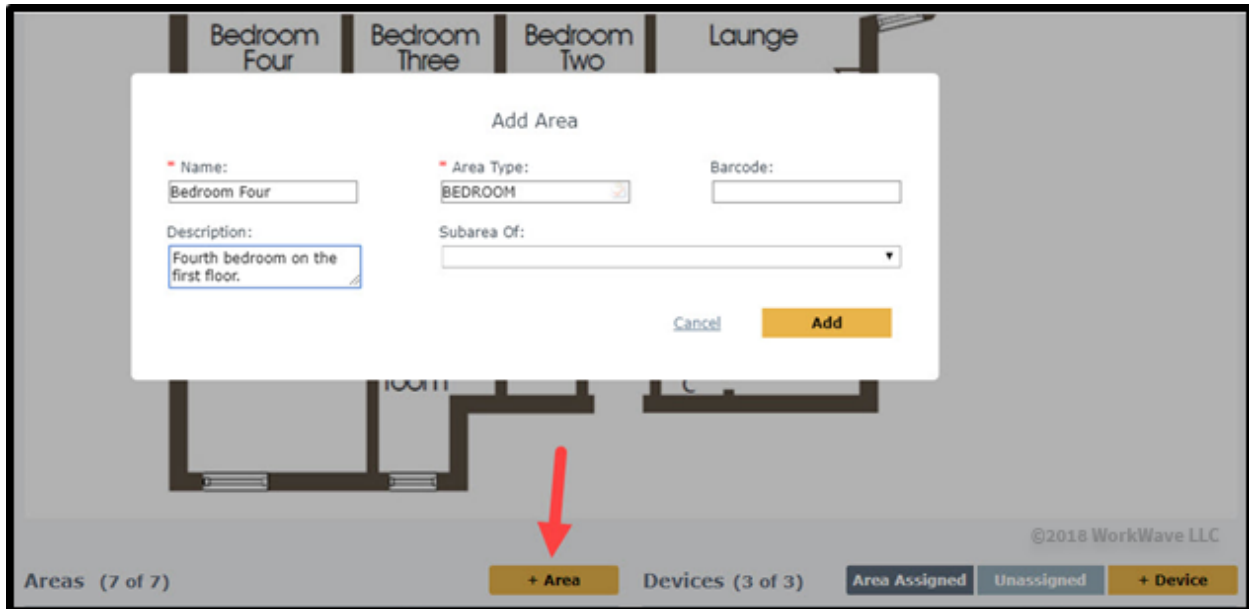 Bedroom Four
Bedroom Three
Bedroom Two
Launge
Add Area
* Name:
* Area Type:
Barcode:
Bedroom Four
BEDROOM
Description:
Subarea Of:
Fourth bedroom on the
first floor.
Cancel
Add
room
C
©2018 WorkWave LLC
Areas (7 of 7)
+ Area
Devices (3 of 3)
Area Assigned
Unassigned
+ Device